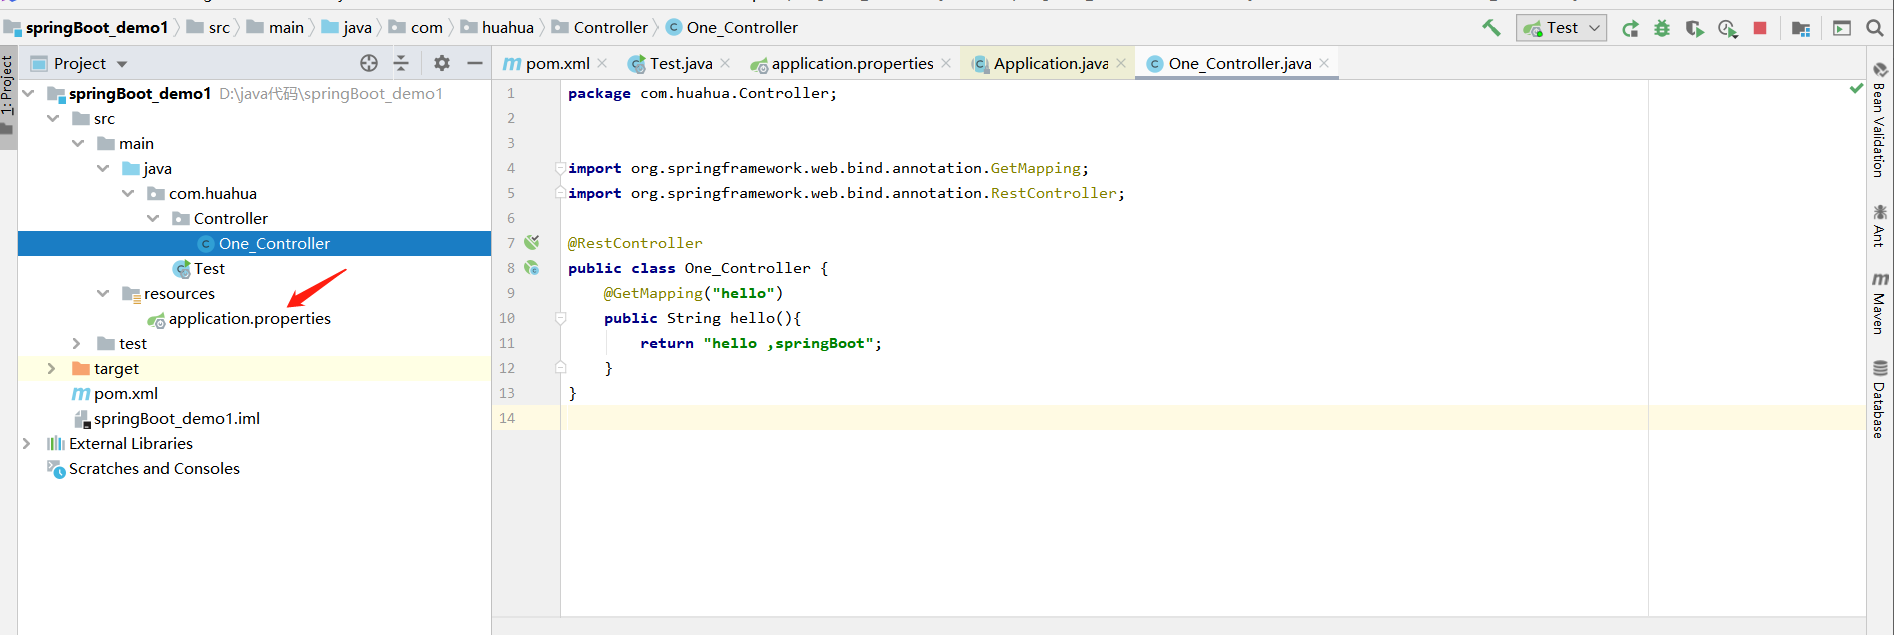 springBoot_demo1 src main java com huahua Controller One_Controller Test
1: Project
Project
pom.xml Test.java application.properties Application.java One_Controller.java
springBoot_demo1 D:\java代码\springBoot_demo1
src
main
java
com.huahua
Controller
One_Controller
Test
resources
application.properties
test
target
pom.xml
springBoot_demo1.iml
External Libraries
Scratches and Consoles
1 package com.huahua.Controller;
2
3
4 import org.springframework.web.bind.annotation.GetMapping;
5 import org.springframework.web.bind.annotation.RestController;
6
7 @RestController
8 public class One_Controller {
9 @GetMapping("hello")
10 public String hello(){
11 return "hello ,springBoot";
12 }
13 }
14
Bean Validation
Ant
Maven
Database